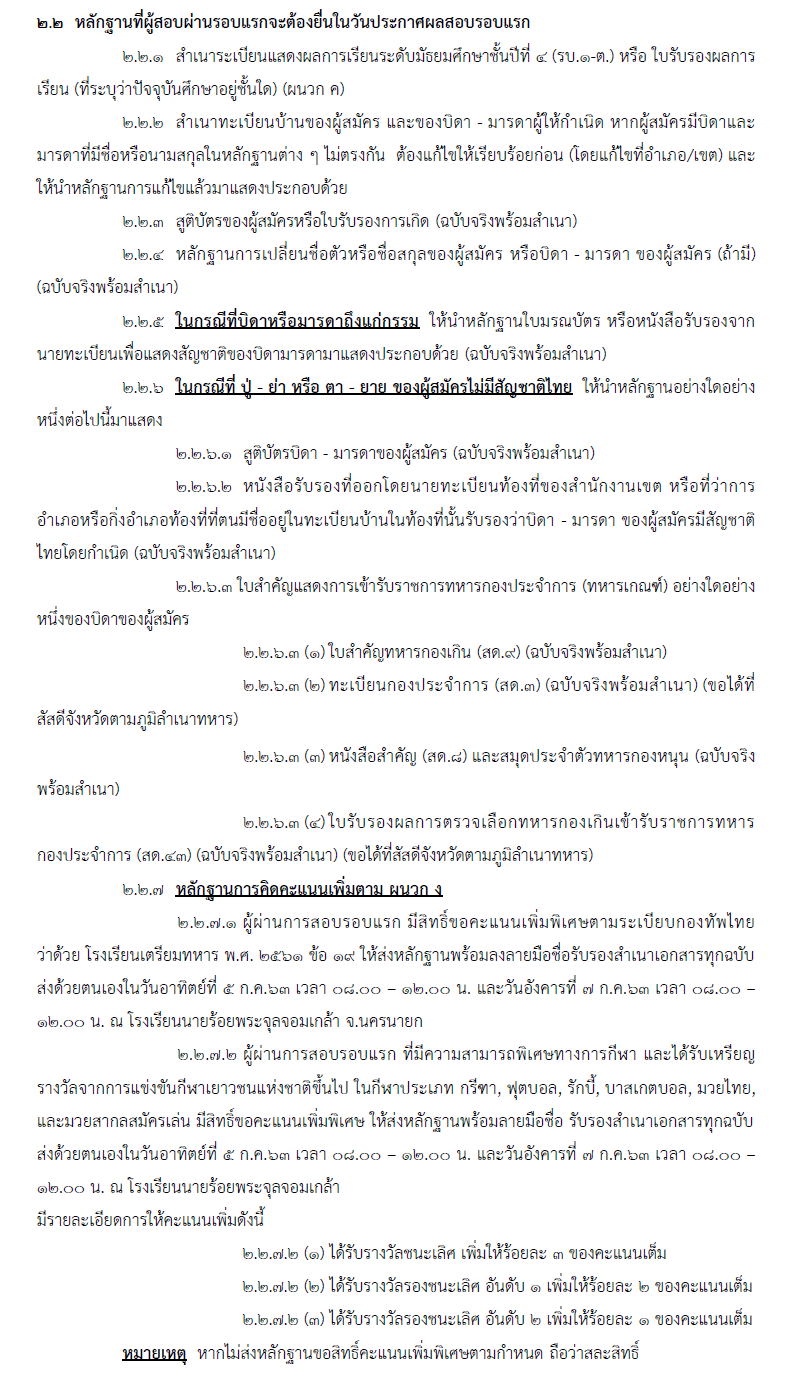 ๒.๒ หลักฐานที่ผู้สอบผ่านรอบแรกจะต้องยื่นในวันประกาศผลสอบรอบแรก
๒.๒.๑ สำเนาระเบียนแสดงผลการเรียนระดับมัธยมศึกษาชั้นปีที่ ๔ (รบ.๑-ต.) หรือ ใบรับรองผลการ
เรียน (ที่ระบุว่าปัจจุบันศึกษาอยู่ชั้นใด) (ผนวก ค)
๒.๒.๒ สำเนาทะเบียนบ้านของผู้สมัคร และของบิดา - มารดาผู้ให้กำเนิด หากผู้สมัครมีบิดาและ
มารดาที่มีชื่อหรือนามสกุลในหลักฐานต่าง ๆ ไม่ตรงกัน ต้องแก้ไขให้เรียบร้อยก่อน (โดยแก้ไขที่อำเภอ/เขต) และ
ให้นำหลักฐานการแก้ไขแล้วมาแสดงประกอบด้วย
๒.๒.๓ สูติบัตรของผู้สมัครหรือใบรับรองการเกิด (ฉบับจริงพร้อมสำเนา)
๒.๒.๔ หลักฐานการเปลี่ยนชื่อตัวหรือชื่อสกุลของผู้สมัคร หรือบิดา - มารดา ของผู้สมัคร (ถ้ามี)
(ฉบับจริงพร้อมสำเนา)
๒.๒.๕ ในกรณีที่บิดาหรือมารดาถึงแก่กรรม ให้นำหลักฐานใบมรณบัตร หรือหนังสือรับรองจาก
นายทะเบียนเพื่อแสดงสัญชาติของบิดามารดามาแสดงประกอบด้วย (ฉบับจริงพร้อมสำเนา)
๒.๒.๖ ในกรณีที่ ปู่ - ย่า หรือ ตา - ยาย ของผู้สมัครไม่มีสัญชาติไทย ให้นำหลักฐานอย่างใดอย่าง
หนึ่งต่อไปนี้มาแสดง
๒.๒.๖.๑ สูติบัตรบิดา - มารดาของผู้สมัคร (ฉบับจริงพร้อมสำเนา)
๒.๒.๖.๒ หนังสือรับรองที่ออกโดยนายทะเบียนท้องที่ของสำนักงานเขต หรือที่ว่าการ
อำเภอหรือกิ่งอำเภอท้องที่ที่ตนมีชื่ออยู่ในทะเบียนบ้านในท้องที่นั้นรับรองว่าบิดา - มารดา ของผู้สมัครมีสัญชาติ
ไทยโดยกำเนิด (ฉบับจริงพร้อมสำเนา)
๒.๒.๖.๓ ใบสำคัญแสดงการเข้ารับราชการทหารกองประจำการ (ทหารเกณฑ์) อย่างใดอย่าง
หนึ่งของบิดาของผู้สมัคร
๒.๒.๖.๓ (๑) ใบสำคัญทหารกองเกิน (สด.๙) (ฉบับจริงพร้อมสำเนา)
๒.๒.๖.๓ (๒) ทะเบียนกองประจำการ (สด.๓) (ฉบับจริงพร้อมสำเนา) (ขอได้ที่
สัสดีจังหวัดตามภูมิลำเนาทหาร)
๒.๒.๖.๓ (๓) หนังสือสำคัญ (สด.๘) และสมุดประจำตัวทหารกองหนุน (ฉบับจริง
พร้อมสำเนา)
๒.๒.๖.๓ (๔) ใบรับรองผลการตรวจเลือกทหารกองเกินเข้ารับราชการทหาร
กองประจำการ (สด.๔๓) (ฉบับจริงพร้อมสำเนา) (ขอได้ที่สัสดีจังหวัดตามภูมิลำเนาทหาร)
๒.๒.๗ หลักฐานการคิดคะแนนเพิ่มตาม ผนวก ง
๒.๒.๗.๑ ผู้ผ่านการสอบรอบแรก มีสิทธิ์ขอคะแนนเพิ่มพิเศษตามระเบียบกองทัพไทย
ว่าด้วย โรงเรียนเตรียมทหาร พ.ศ. ๒๕๖๑ ข้อ ๑๙ ให้ส่งหลักฐานพร้อมลงลายมือชื่อรับรองสำเนาเอกสารทุกฉบับ
ส่งด้วยตนเองในวันอาทิตย์ที่ ๕ ก.ค.๖๓ เวลา ๐๘.๐๐ – ๑๒.๐๐ น. และวันอังคารที่ ๗ ก.ค.๖๓ เวลา ๐๘.๐๐ –
๑๒.๐๐ น. ณ โรงเรียนนายร้อยพระจุลจอมเกล้า จ.นครนายก
๒.๒.๗.๒ ผู้ผ่านการสอบรอบแรก ที่มีความสามารถพิเศษทางการกีฬา และได้รับเหรียญ
รางวัลจากการแข่งขันกีฬาเยาวชนแห่งชาติขึ้นไป ในกีฬาประเภท กรีฑา, ฟุตบอล, รักบี้, บาสเกตบอล, มวยไทย,
และมวยสากลสมัครเล่น มีสิทธิ์ขอคะแนนเพิ่มพิเศษ ให้ส่งหลักฐานพร้อมลายมือชื่อ รับรองสำเนาเอกสารทุกฉบับ
ส่งด้วยตนเองในวันอาทิตย์ที่ ๕ ก.ค.๖๓ เวลา ๐๘.๐๐ – ๑๒.๐๐ น. และวันอังคารที่ ๗ ก.ค.๖๓ เวลา ๐๘.๐๐ –
๑๒.๐๐ น. ณ โรงเรียนนายร้อยพระจุลจอมเกล้า
มีรายละเอียดการให้คะแนนเพิ่มดังนี้
๒.๒.๗.๒ (๑) ได้รับรางวัลชนะเลิศ เพิ่มให้ร้อยละ ๓ ของคะแนนเต็ม
๒.๒.๗.๒ (๒) ได้รับรางวัลรองชนะเลิศ อันดับ ๑ เพิ่มให้ร้อยละ ๒ ของคะแนนเต็ม
๒.๒.๗.๒ (๓) ได้รับรางวัลรองชนะเลิศ อันดับ ๒ เพิ่มให้ร้อยละ ๑ ของคะแนนเต็ม
หมายเหตุ หากไม่ส่งหลักฐานขอสิทธิ์คะแนนเพิ่มพิเศษตามกำหนด ถือว่าสละสิทธิ์